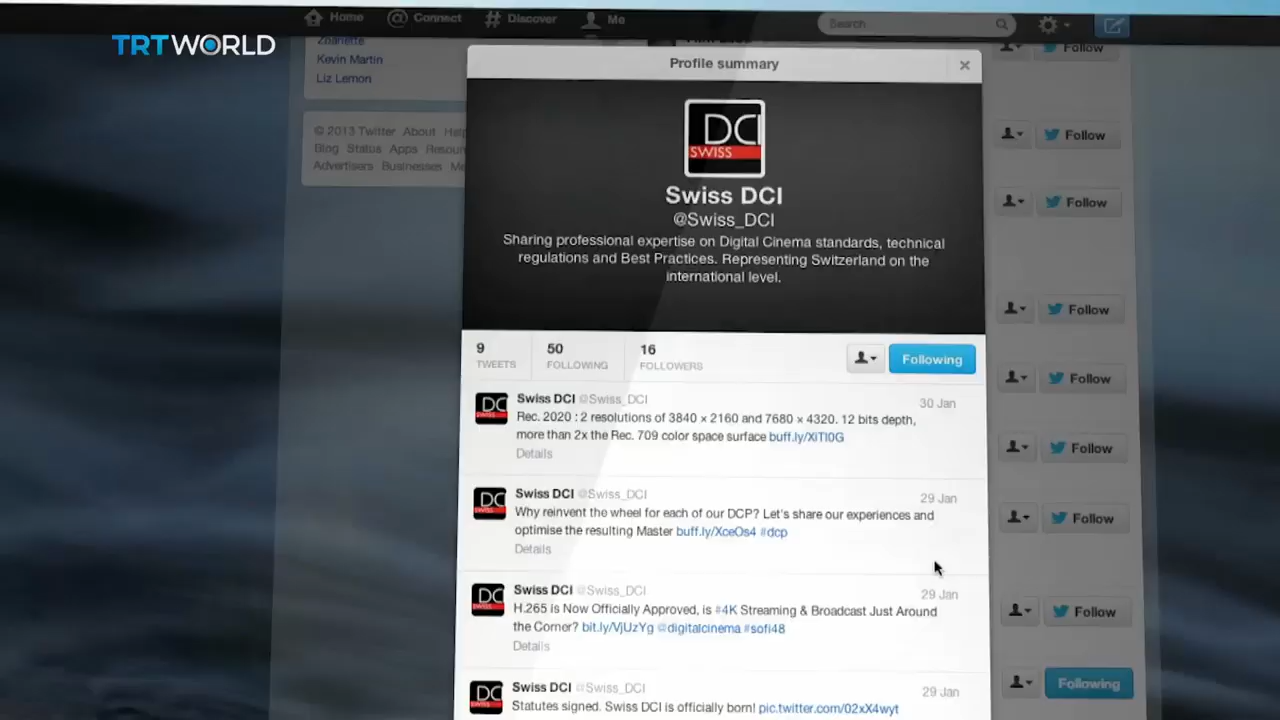 Home
Connect
Discover
Me
Search
TRT WORLD
Kevin Martin
Liz Lemon
© 2013 Twitter About
Blog Status Apps
Advertisers Businesses
Profile summary
×
DCI
SWISS
Swiss DCI
@Swiss_DCI
Sharing professional expertise on Digital Cinema standards, technical
regulations and Best Practices. Representing Switzerland on the
international level.
9 TWEETS
50 FOLLOWING
16 FOLLOWERS
Following
Swiss DCI @Swiss_DCI 30 Jan
Rec. 2020 : 2 resolutions of 3840 × 2160 and 7680 × 4320. 12 bits depth,
more than 2x the Rec. 709 color space surface buff.ly/XiTI0G
Details
Swiss DCI @Swiss_DCI 29 Jan
Why reinvent the wheel for each of our DCP? Let's share our experiences and
optimise the resulting Master buff.ly/XceOs4 #dcp
Details
Swiss DCI @Swiss_DCI 29 Jan
H.265 is Now Officially Approved, is #4K Streaming & Broadcast Just Around
the Corner? bit.ly/VjUzYg @digitalcinema #sofi48
Details
Swiss DCI @Swiss_DCI 29 Jan
Statutes signed. Swiss DCI is officially born! pic.twitter.com/02xX4wyt
Follow
Follow
Follow
Follow
Follow
Follow
Follow
Follow
Following